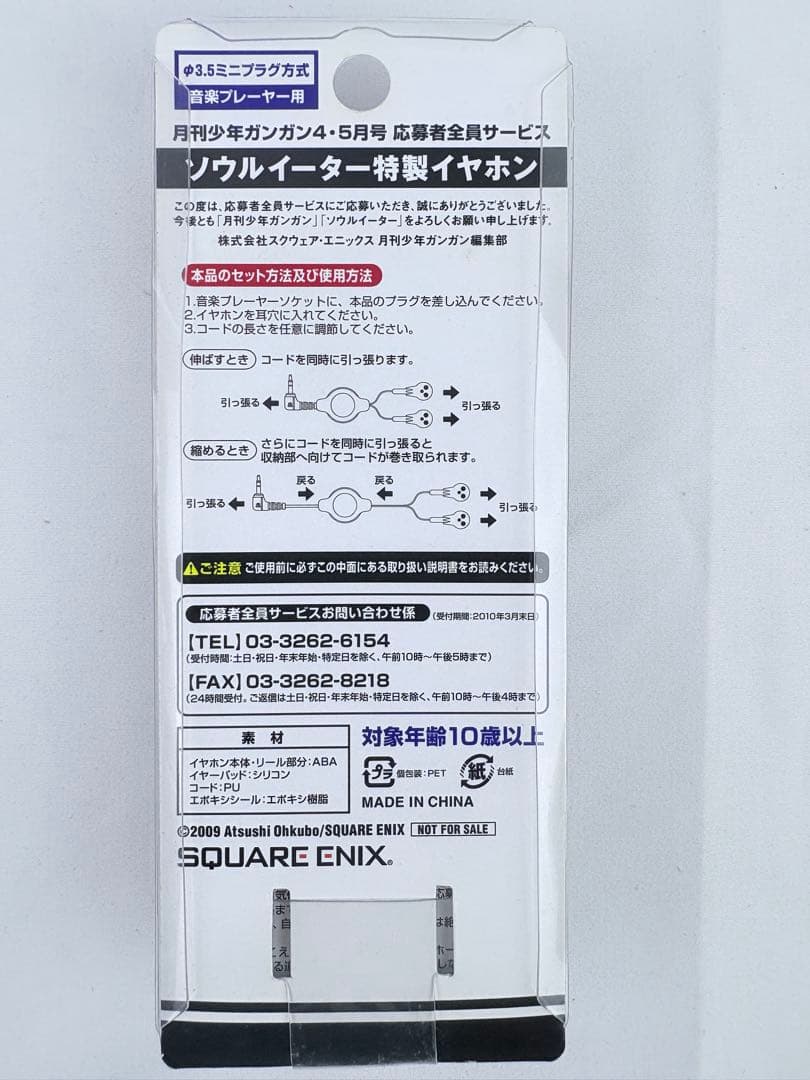 φ3.5ミニプラグ方式
音楽プレーヤー用
月刊少年ガンガン4・5月号 応募者全員サービス
ソウルイーター特製イヤホン
この度は、応募者全員サービスにご応募いただき、誠にありがとうございました。
今後とも「月刊少年ガンガン」「ソウルイーター」をよろしくお願い申し上げます。
株式会社スクウェア・エニックス 月刊少年ガンガン編集部
本品のセット方法及び使用方法
1.音楽プレーヤーソケットに、本品のプラグを差し込んでください。
2.イヤホンを耳穴に入れてください。
3.コードの長さを任意に調節してください。
伸ばすとき コードを同時に引っ張ります。
引っ張る 引っ張る
縮めるとき さらにコードを同時に引っ張ると
収納部へ向けてコードが巻き取られます。
戻る 戻る
引っ張る 引っ張る
ご注意 ご使用前に必ずこの中面にある取り扱い説明書をお読みください。
応募者全員サービスお問い合わせ係 (受付期間:2010年3月末日)
【TEL】03-3262-6154
(受付時間:土日・祝日・年末年始・特定日を除く、午前10時〜午後5時まで)
【FAX】03-3262-8218
(24時間受付。ご返信は土日・祝日・年末年始・特定日を除く、午前10時〜午後4時まで)
素材
イヤホン本体・リール部分:ABA
イヤーパッド:シリコン
コード:PU
エポキシシール:エポキシ樹脂
対象年齢10歳以上
プラ 個包装:PET 紙 台紙
MADE IN CHINA
©2009 Atsushi Ohkubo/SQUARE ENIX NOT FOR SALE
SQUARE ENIX®